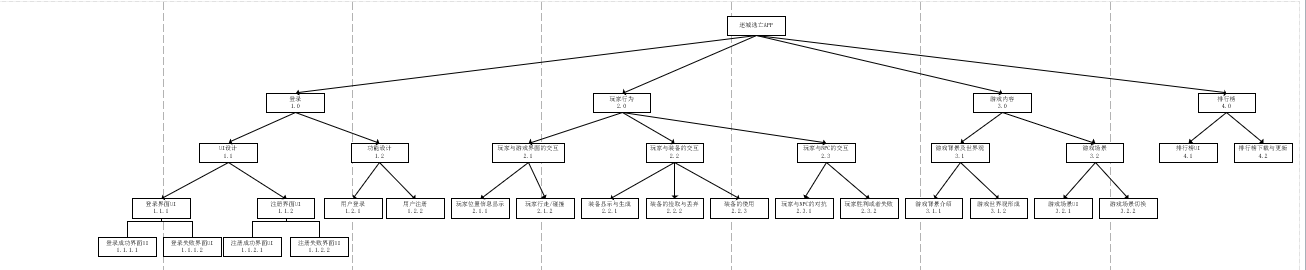 迷城逃亡APP
登录
1.0
玩家行为
2.0
游戏内容
3.0
排行榜
4.0
UI设计
1.1
功能设计
1.2
玩家与游戏界面的交互
2.1
玩家与装备的交互
2.2
玩家与NPC的交互
2.3
游戏背景及世界观
3.1
游戏场景
3.2
排行榜UI
4.1
排行榜下载与更新
4.2
登录界面UI
1.1.1
注册界面UI
1.1.2
用户登录
1.2.1
用户注册
1.2.2
玩家位置信息显示
2.1.1
玩家行走/碰撞
2.1.2
装备显示与生成
2.2.1
装备的拾取与丢弃
2.2.2
装备的使用
2.2.3
玩家与NPC的对抗
2.3.1
玩家胜利或者失败
2.3.2
游戏背景介绍
3.1.1
游戏世界观形成
3.1.2
游戏场景UI
3.2.1
游戏场景切换
3.2.2
登录成功界面UI
1.1.1.1
登录失败界面UI
1.1.1.2
注册成功界面UI
1.1.2.1
注册失败界面UI
1.1.2.2